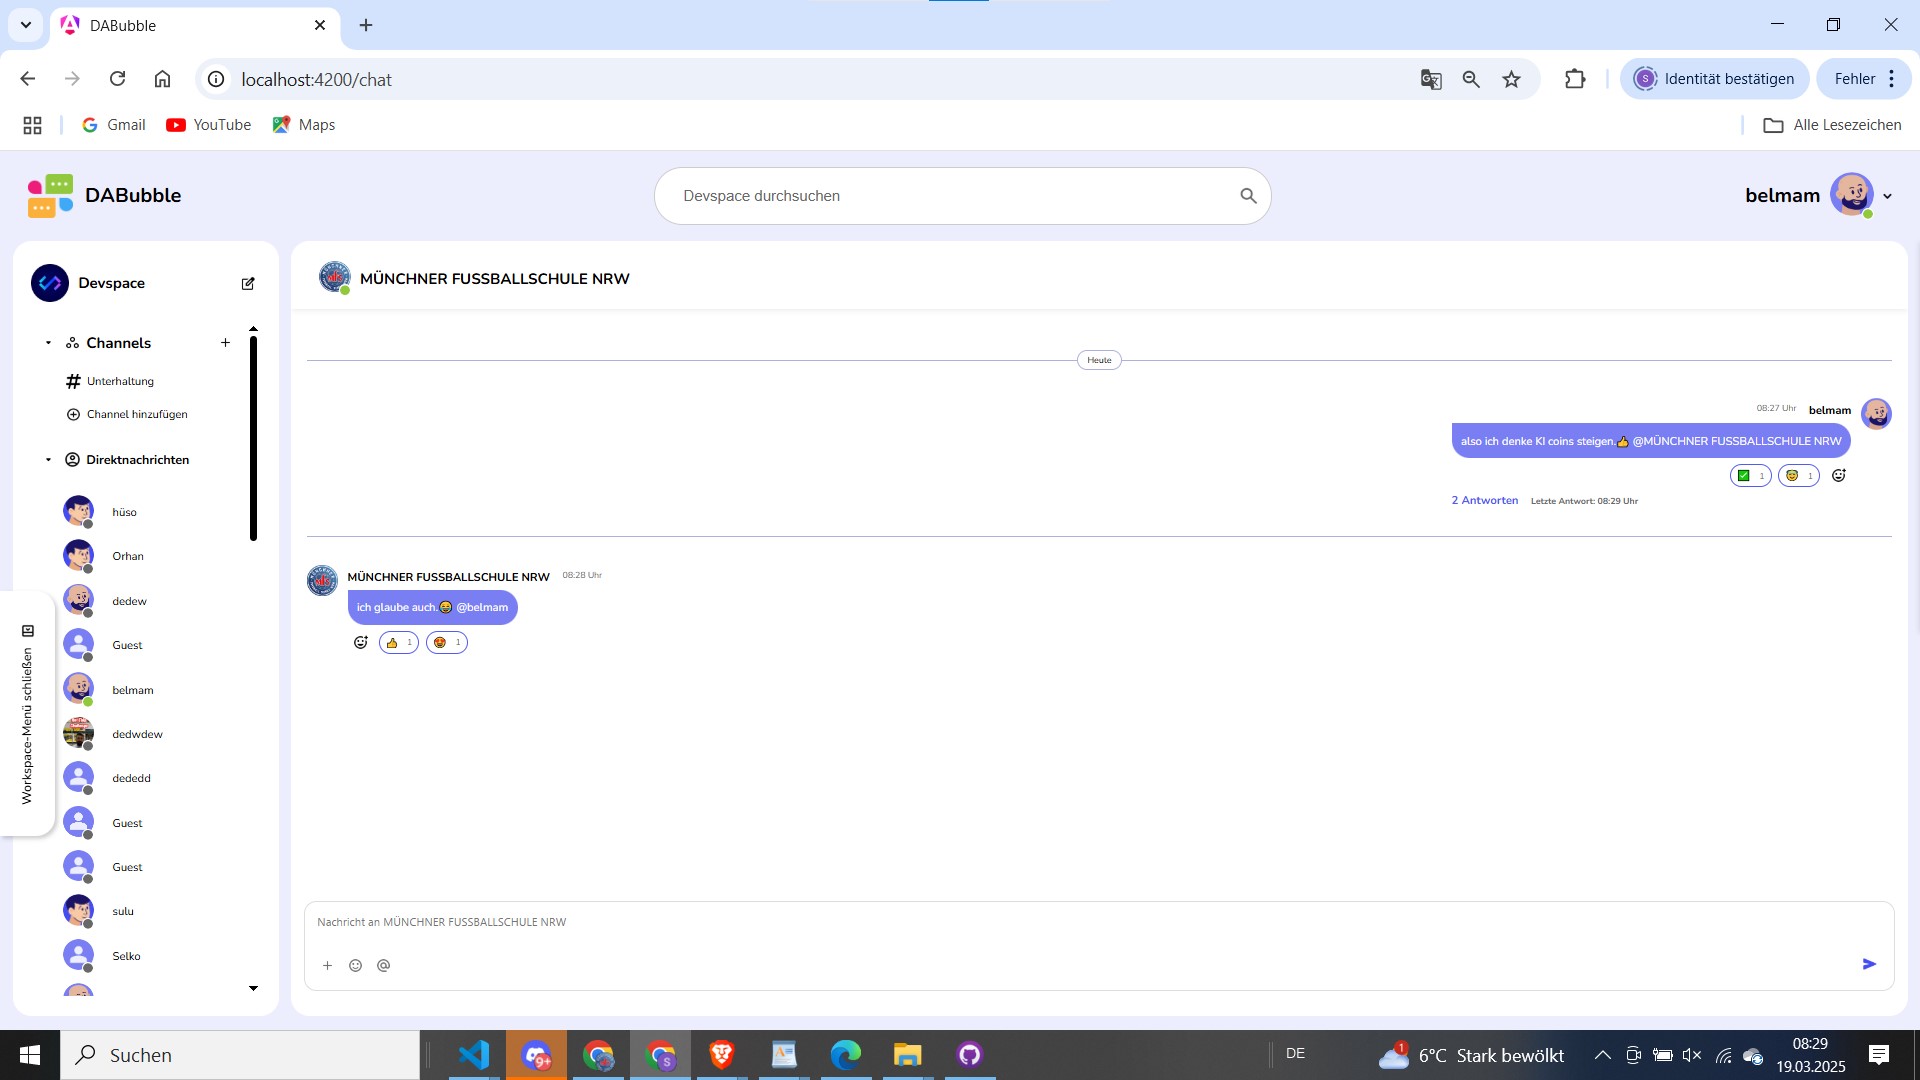 DABubble
localhost:4200/chat
Identität bestätigen
Fehler
Gmail
YouTube
Maps
Alle Lesezeichen
DABubble
Devspace durchsuchen
belmam
Devspace
MÜNCHNER FUSSBALLSCHULE NRW
Channels
Heute
Unterhaltung
Channel hinzufügen
08:27 Uhr belmam
also ich denke KI coins steigen.👍 @MÜNCHNER FUSSBALLSCHULE NRW
✅ 1 😇 1
2 Antworten Letzte Antwort: 08:29 Uhr
Direktnachrichten
hüso
Orhan
dedew
Guest
belmam
dedwdew
dededd
Guest
Guest
sulu
Selko
Workspace-Menü schließen
MÜNCHNER FUSSBALLSCHULE NRW 08:28 Uhr
ich glaube auch.😂 @belmam
👍 1 😍 1
Nachricht an MÜNCHNER FUSSBALLSCHULE NRW
Suchen
9+
S
DE
1
6°C Stark bewölkt
08:29
19.03.2025